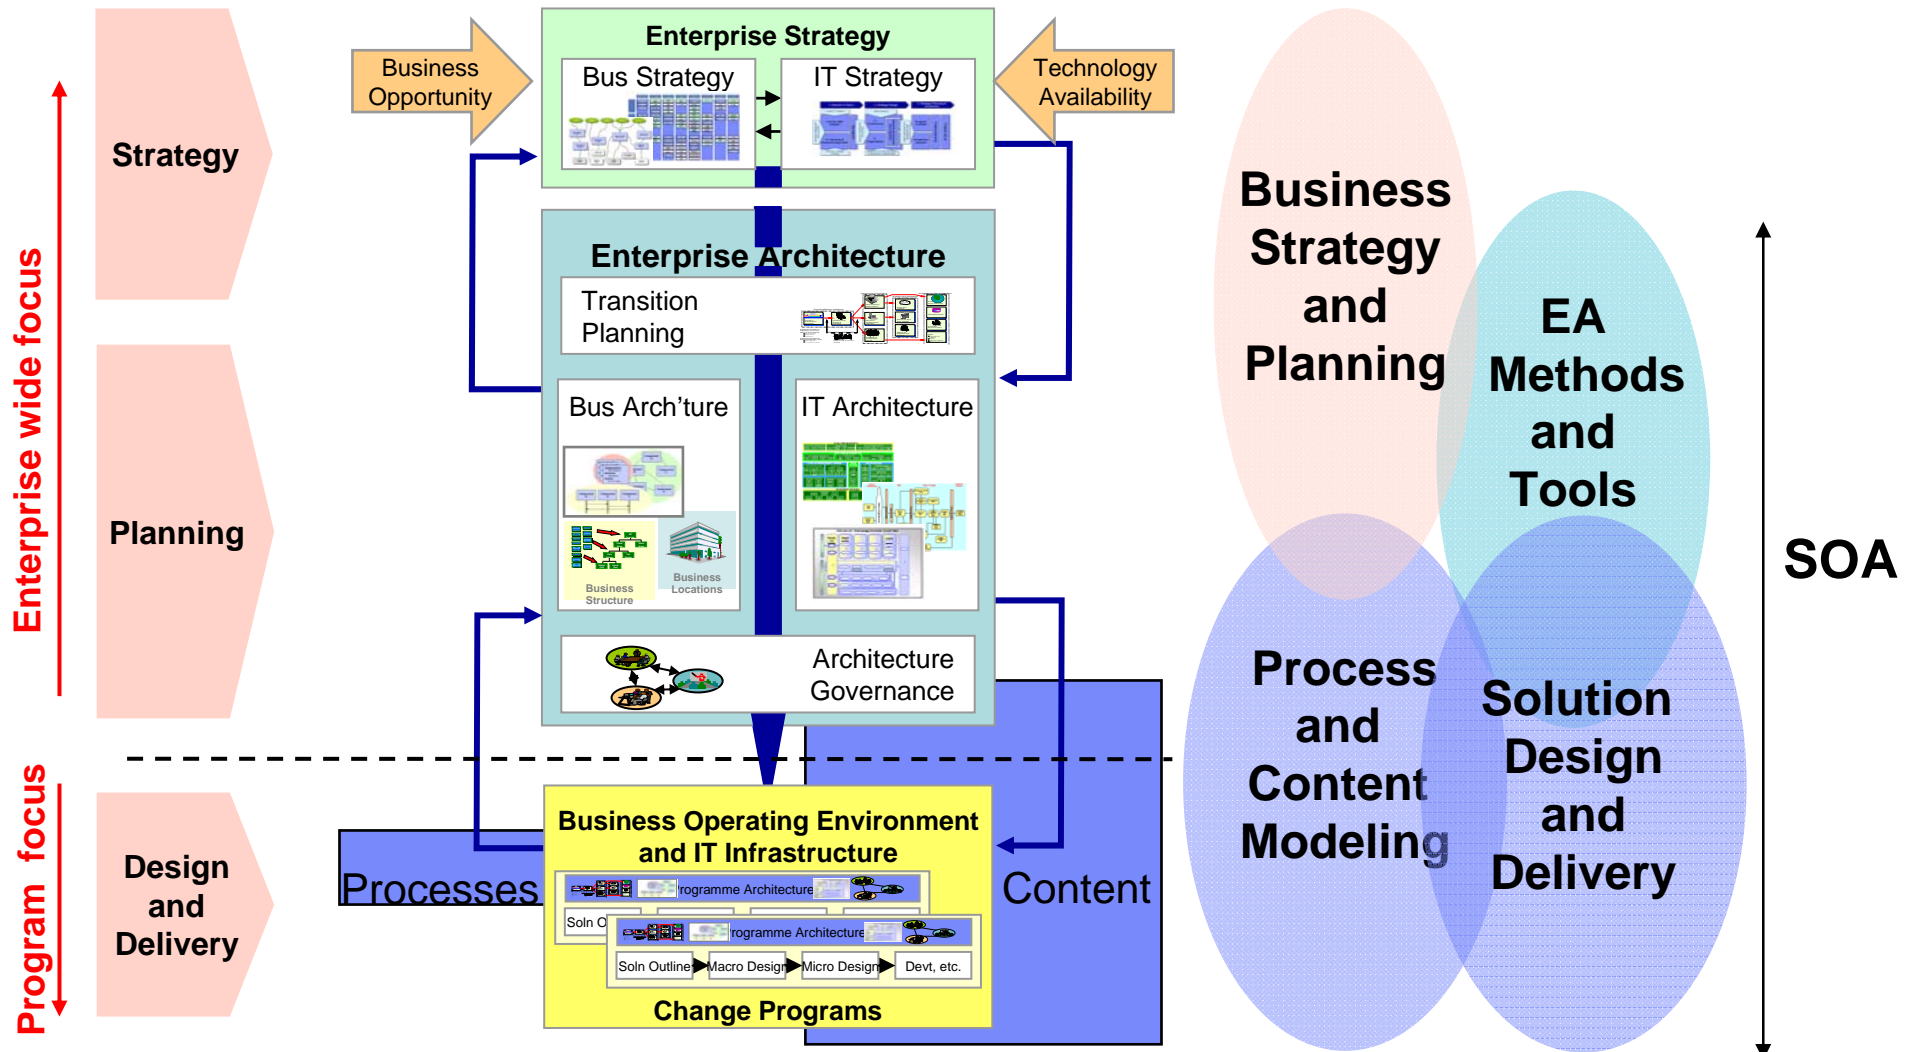 Enterprise wide focus
Program focus
Strategy
Planning
Design
and
Delivery
Business
Opportunity
Enterprise Strategy
Bus Strategy
IT Strategy
Technology
Availability
Enterprise Architecture
Transition
Planning
Bus Arch'ture
IT Architecture
Business
Structure
Business
Locations
Architecture
Governance
Business Operating Environment
and IT Infrastructure
Processes
Content
rogramme Architecture
Soln O
rogramme Architecture
Soln Outline
Macro Design
Micro Design
Devt, etc.
Change Programs
Business
Strategy
and
Planning
EA
Methods
and
Tools
Process
and
Content
Modeling
Solution
Design
and
Delivery
SOA